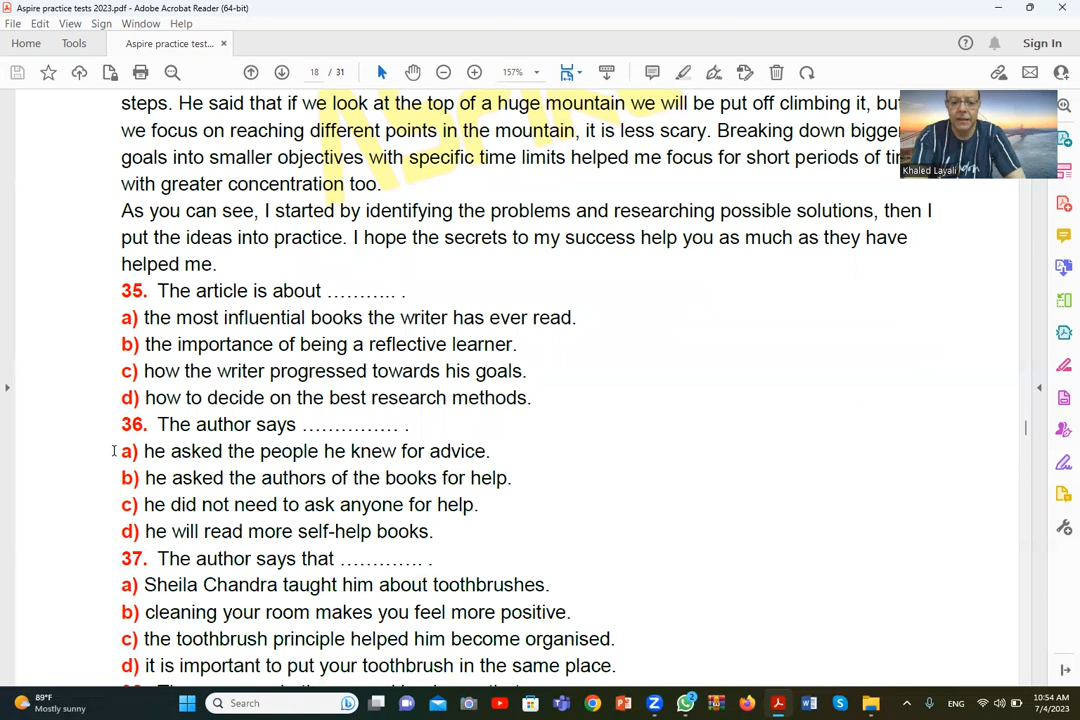 Aspire practice tests 2023.pdf - Adobe Acrobat Reader (64-bit)
File Edit View Sign Window Help
Home Tools Aspire practice test... × Sign In
18 / 31 157%
steps. He said that if we look at the top of a huge mountain we will be put off climbing it, but
we focus on reaching different points in the mountain, it is less scary. Breaking down bigger
goals into smaller objectives with specific time limits helped me focus for short periods of ti
with greater concentration too.
Khaled Layali
As you can see, I started by identifying the problems and researching possible solutions, then I
put the ideas into practice. I hope the secrets to my success help you as much as they have
helped me.
35. The article is about ……….. .
a) the most influential books the writer has ever read.
b) the importance of being a reflective learner.
c) how the writer progressed towards his goals.
d) how to decide on the best research methods.
36. The author says …………… .
a) he asked the people he knew for advice.
b) he asked the authors of the books for help.
c) he did not need to ask anyone for help.
d) he will read more self-help books.
37. The author says that …………. .
a) Sheila Chandra taught him about toothbrushes.
b) cleaning your room makes you feel more positive.
c) the toothbrush principle helped him become organised.
d) it is important to put your toothbrush in the same place.
89°F
Mostly sunny
Search
2
ENG
10:54 AM
7/4/2023